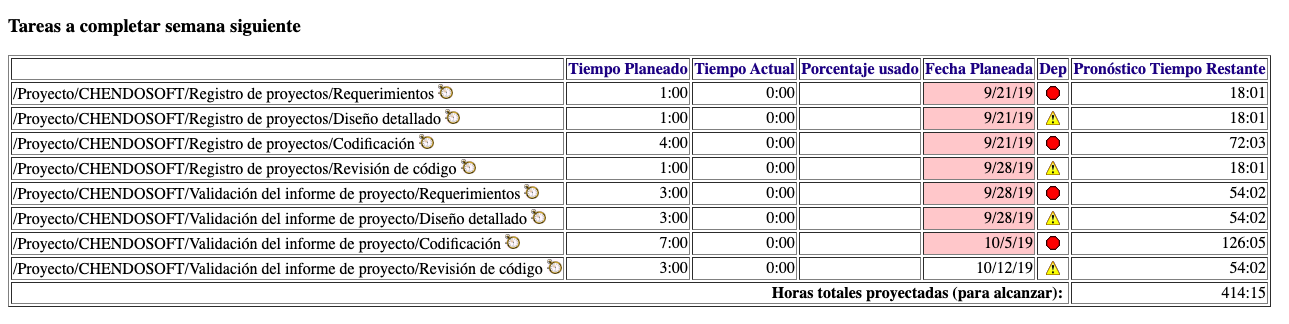 Tareas a completar semana siguiente
Tiempo Planeado Tiempo Actual Porcentaje usado Fecha Planeada Dep Pronóstico Tiempo Restante
/Proyecto/CHENDOSOFT/Registro de proyectos/Requerimientos 1:00 0:00 9/21/19 18:01
/Proyecto/CHENDOSOFT/Registro de proyectos/Diseño detallado 1:00 0:00 9/21/19 18:01
/Proyecto/CHENDOSOFT/Registro de proyectos/Codificación 4:00 0:00 9/21/19 72:03
/Proyecto/CHENDOSOFT/Registro de proyectos/Revisión de código 1:00 0:00 9/28/19 18:01
/Proyecto/CHENDOSOFT/Validación del informe de proyecto/Requerimientos 3:00 0:00 9/28/19 54:02
/Proyecto/CHENDOSOFT/Validación del informe de proyecto/Diseño detallado 3:00 0:00 9/28/19 54:02
/Proyecto/CHENDOSOFT/Validación del informe de proyecto/Codificación 7:00 0:00 10/5/19 126:05
/Proyecto/CHENDOSOFT/Validación del informe de proyecto/Revisión de código 3:00 0:00 10/12/19 54:02
Horas totales proyectadas (para alcanzar): 414:15